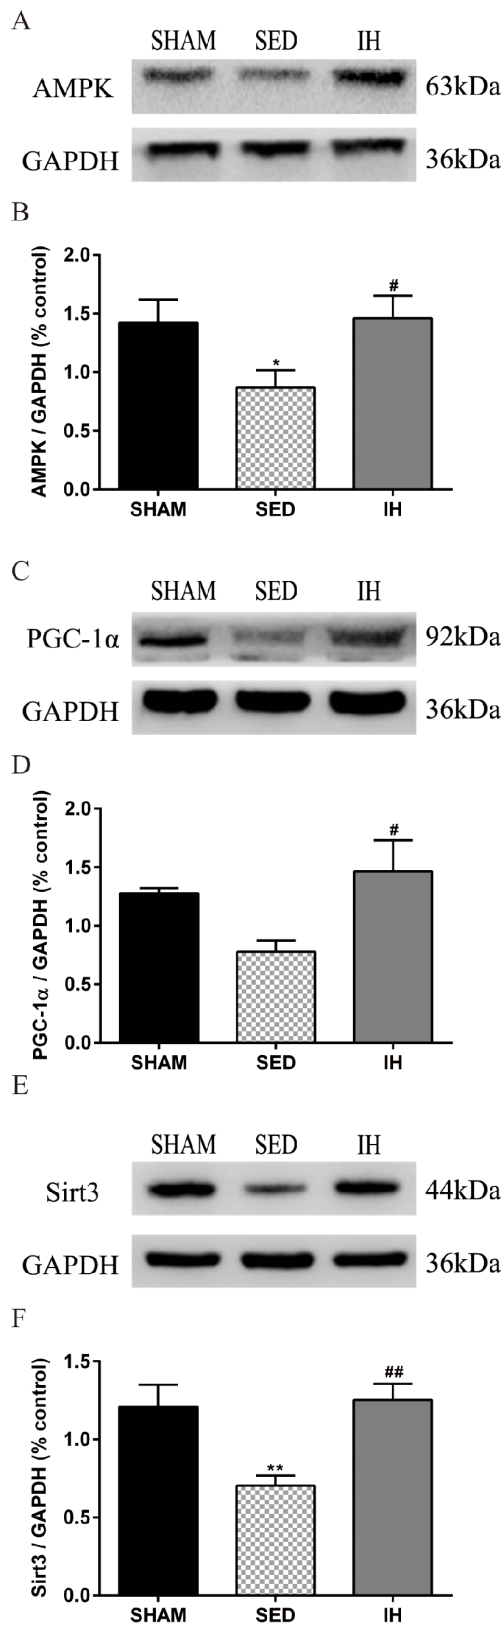 A
SHAM SED IH
AMPK 63kDa
GAPDH 36kDa
B
AMPK / GAPDH (% control)
2.0
1.5
1.0
0.5
0.0
*
#
SHAM SED IH
C
SHAM SED IH
PGC-1α 92kDa
GAPDH 36kDa
D
PGC-1α / GAPDH (% control)
2.0
1.5
1.0
0.5
0.0
#
SHAM SED IH
E
SHAM SED IH
Sirt3 44kDa
GAPDH 36kDa
F
Sirt3 / GAPDH (% control)
1.5
1.0
0.5
0.0
**
##
SHAM SED IH